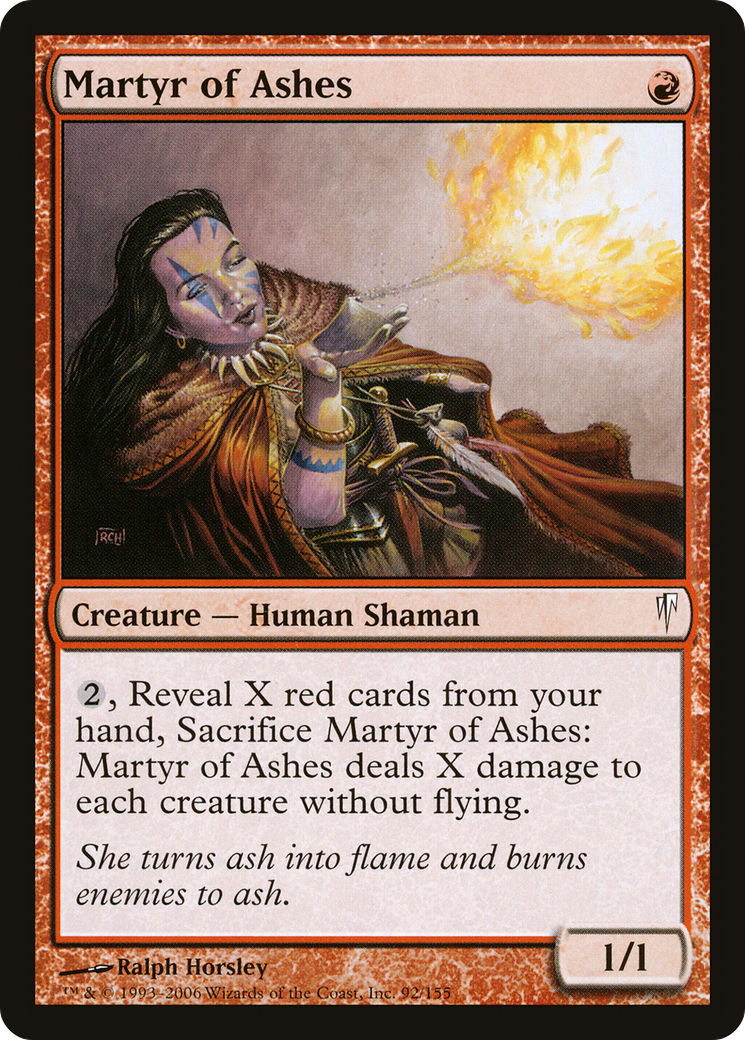 Martyr of Ashes
IRCHI
Creature — Human Shaman
2, Reveal X red cards from your
hand, Sacrifice Martyr of Ashes:
Martyr of Ashes deals X damage to
each creature without flying.
She turns ash into flame and burns
enemies to ash.
1/1
Ralph Horsley
™ & © 1993–2006 Wizards of the Coast, Inc. 92/155